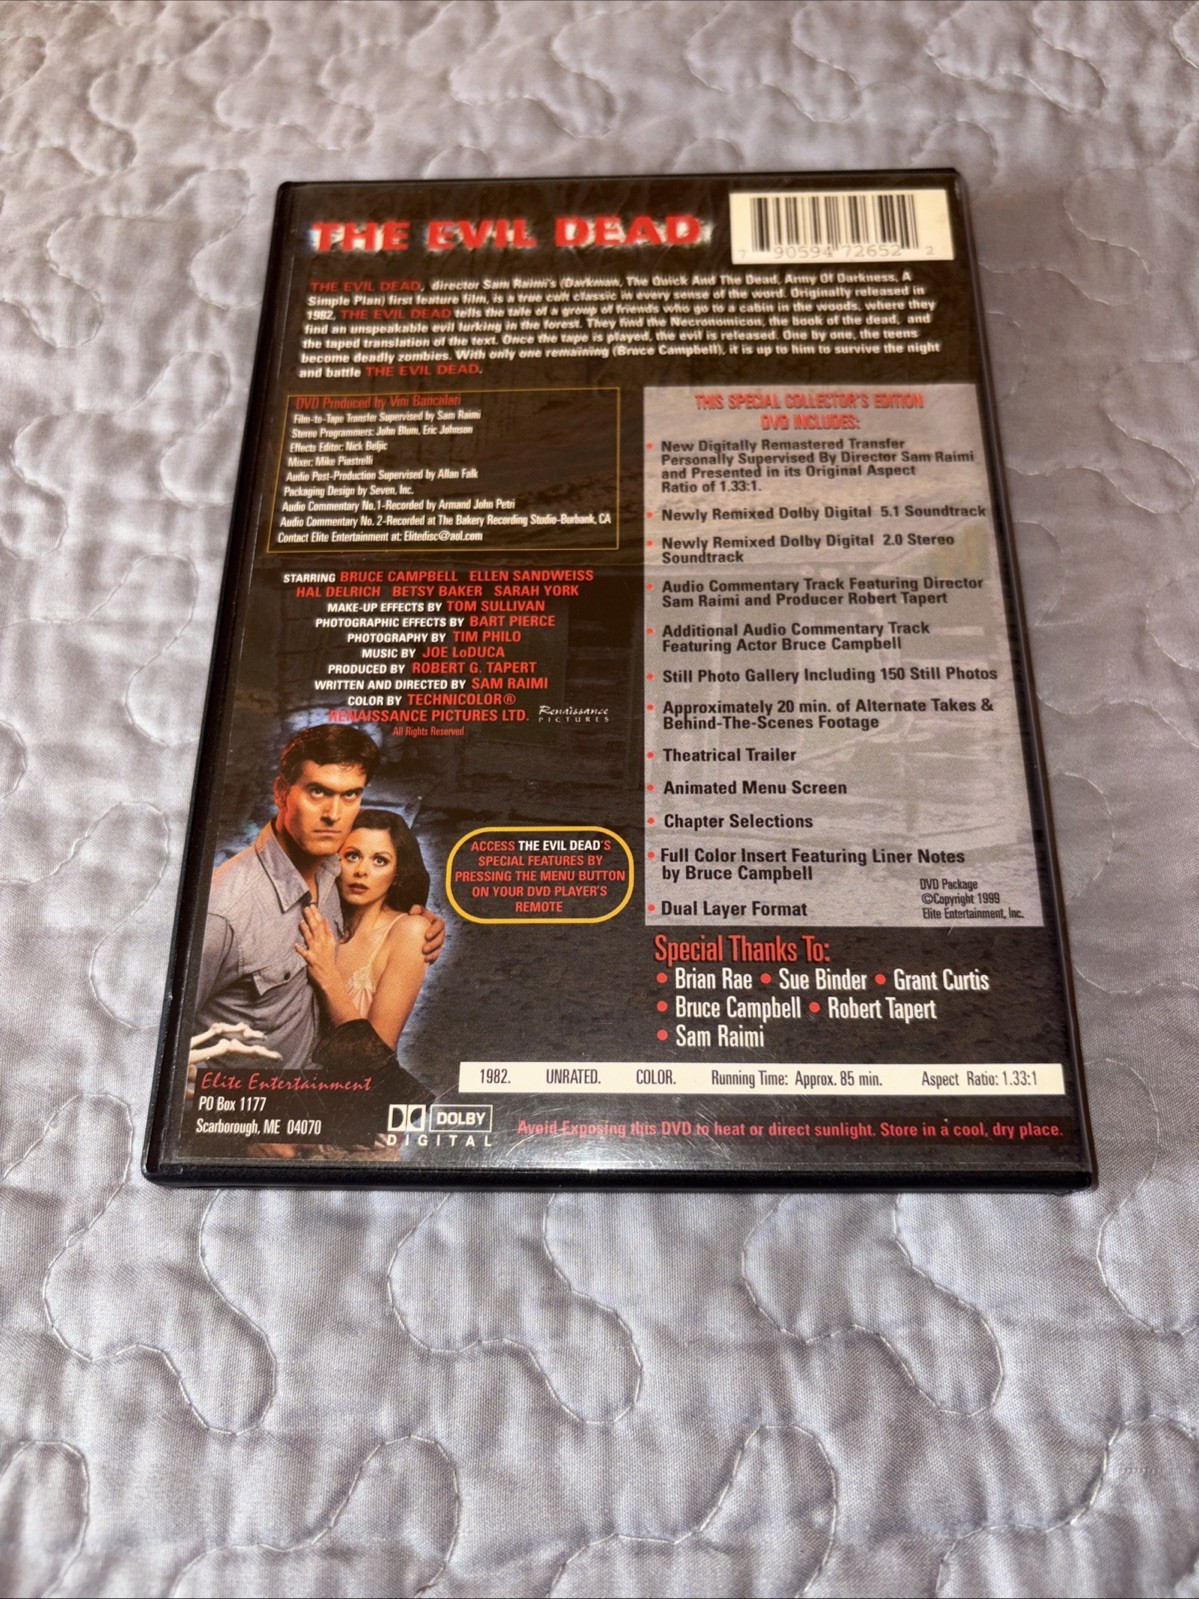 THE EVIL DEAD
7 90594 72652 2
THE EVIL DEAD, director Sam Raimi's (Darkman, The Quick And The Dead, Army Of Darkness, A
Simple Plan) first feature film, is a true cult classic in every sense of the word. Originally released in
1982, THE EVIL DEAD tells the tale of a group of friends who go to a cabin in the woods, where they
find an unspeakable evil lurking in the forest. They find the Necronomicon, the book of the dead, and
the taped translation of the text. Once the tape is played, the evil is released. One by one, the teens
become deadly zombies. With only one remaining (Bruce Campbell), it is up to him to survive the night
and battle THE EVIL DEAD.
DVD Produced by Vini Bancalari
Film-to-Tape Transfer Supervised by Sam Raimi
Stereo Programmers: John Blum, Eric Johnson
Effects Editor: Nick Beljic
Mixer: Mike Piastrelli
Audio Post-Production Supervised by Allan Falk
Packaging Design by Seven, Inc.
Audio Commentary No.1-Recorded by Armand John Petri
Audio Commentary No. 2-Recorded at The Bakery Recording Studio-Burbank, CA
Contact Elite Entertainment at: Elitedisc@aol.com
STARRING BRUCE CAMPBELL ELLEN SANDWEISS
HAL DELRICH BETSY BAKER SARAH YORK
MAKE-UP EFFECTS BY TOM SULLIVAN
PHOTOGRAPHIC EFFECTS BY BART PIERCE
PHOTOGRAPHY BY TIM PHILO
MUSIC BY JOE LoDUCA
PRODUCED BY ROBERT G. TAPERT
WRITTEN AND DIRECTED BY SAM RAIMI
COLOR BY TECHNICOLOR®
RENAISSANCE PICTURES LTD.
Renaissance
PICTURES
All Rights Reserved
ACCESS THE EVIL DEAD'S
SPECIAL FEATURES BY
PRESSING THE MENU BUTTON
ON YOUR DVD PLAYER'S
REMOTE
THIS SPECIAL COLLECTOR'S EDITION
DVD INCLUDES:
• New Digitally Remastered Transfer
Personally Supervised By Director Sam Raimi
and Presented in its Original Aspect
Ratio of 1.33:1.
• Newly Remixed Dolby Digital 5.1 Soundtrack
• Newly Remixed Dolby Digital 2.0 Stereo
Soundtrack
• Audio Commentary Track Featuring Director
Sam Raimi and Producer Robert Tapert
• Additional Audio Commentary Track
Featuring Actor Bruce Campbell
• Still Photo Gallery Including 150 Still Photos
• Approximately 20 min. of Alternate Takes &
Behind-The-Scenes Footage
• Theatrical Trailer
• Animated Menu Screen
• Chapter Selections
• Full Color Insert Featuring Liner Notes
by Bruce Campbell
• Dual Layer Format
DVD Package
©Copyright 1999
Elite Entertainment, Inc.
Special Thanks To:
• Brian Rae • Sue Binder • Grant Curtis
• Bruce Campbell • Robert Tapert
• Sam Raimi
Elite Entertainment
PO Box 1177
Scarborough, ME 04070
1982. UNRATED. COLOR. Running Time: Approx. 85 min. Aspect Ratio: 1.33:1
DOLBY
DIGITAL
Avoid Exposing this DVD to heat or direct sunlight. Store in a cool, dry place.